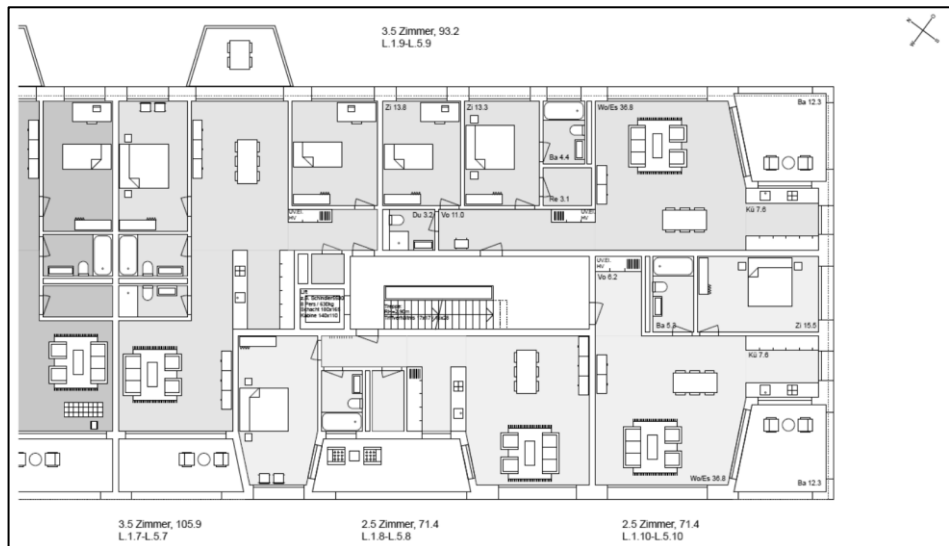 3.5 Zimmer, 93.2
L.1.9-L.5.9
Zi 13.8
Zi 13.3
Wo/Es 36.8
Ba 12.3
Ba 4.4
Re 3.1
Kü 7.6
Du 3.2
Vo 11.0
Vo 6.2
Zi 15.5
Kü 7.6
Wo/Es 36.8
Ba 12.3
3.5 Zimmer, 105.9
L.1.7-L.5.7
2.5 Zimmer, 71.4
L.1.8-L.5.8
2.5 Zimmer, 71.4
L.1.10-L.5.10